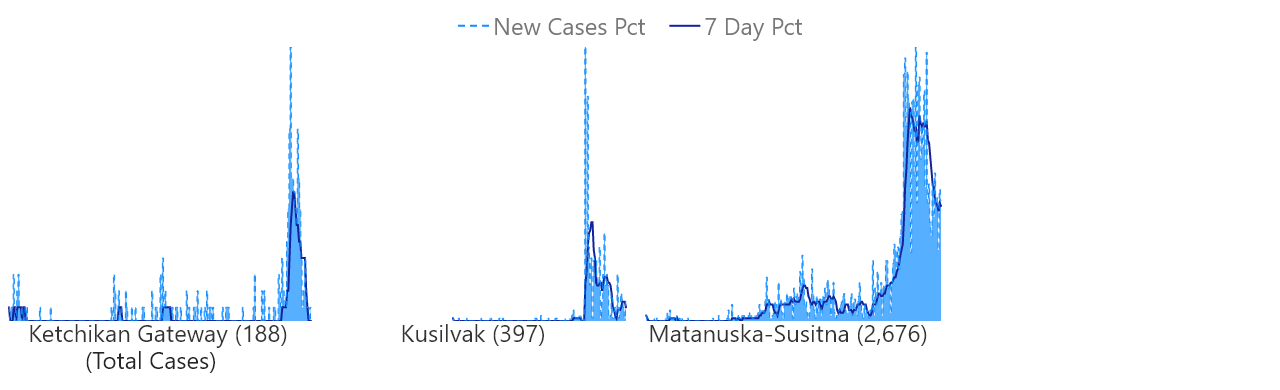 New Cases Pct 7 Day Pct
Ketchikan Gateway (188) Kusilvak (397) Matanuska-Susitna (2,676)
(Total Cases)